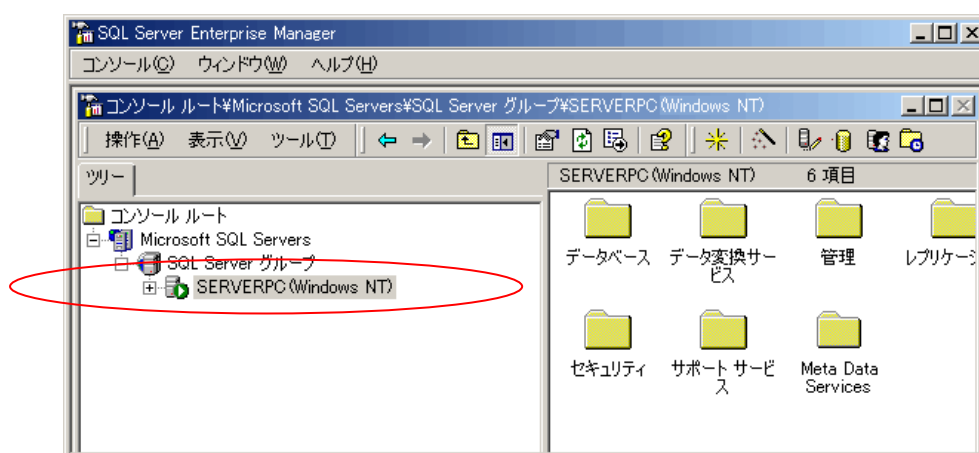 SQL Server Enterprise Manager
コンソール(C) ウィンドウ(W) ヘルプ(H)
コンソール ルート¥Microsoft SQL Servers¥SQL Server グループ¥SERVERPC (Windows NT)
操作(A) 表示(V) ツール(T)
ツリー
SERVERPC (Windows NT) 6 項目
コンソール ルート
Microsoft SQL Servers
SQL Server グループ
SERVERPC (Windows NT)
データベース
データ変換サー
ビス
管理
レプリケーシ
セキュリティ
サポート サービ
ス
Meta Data
Services